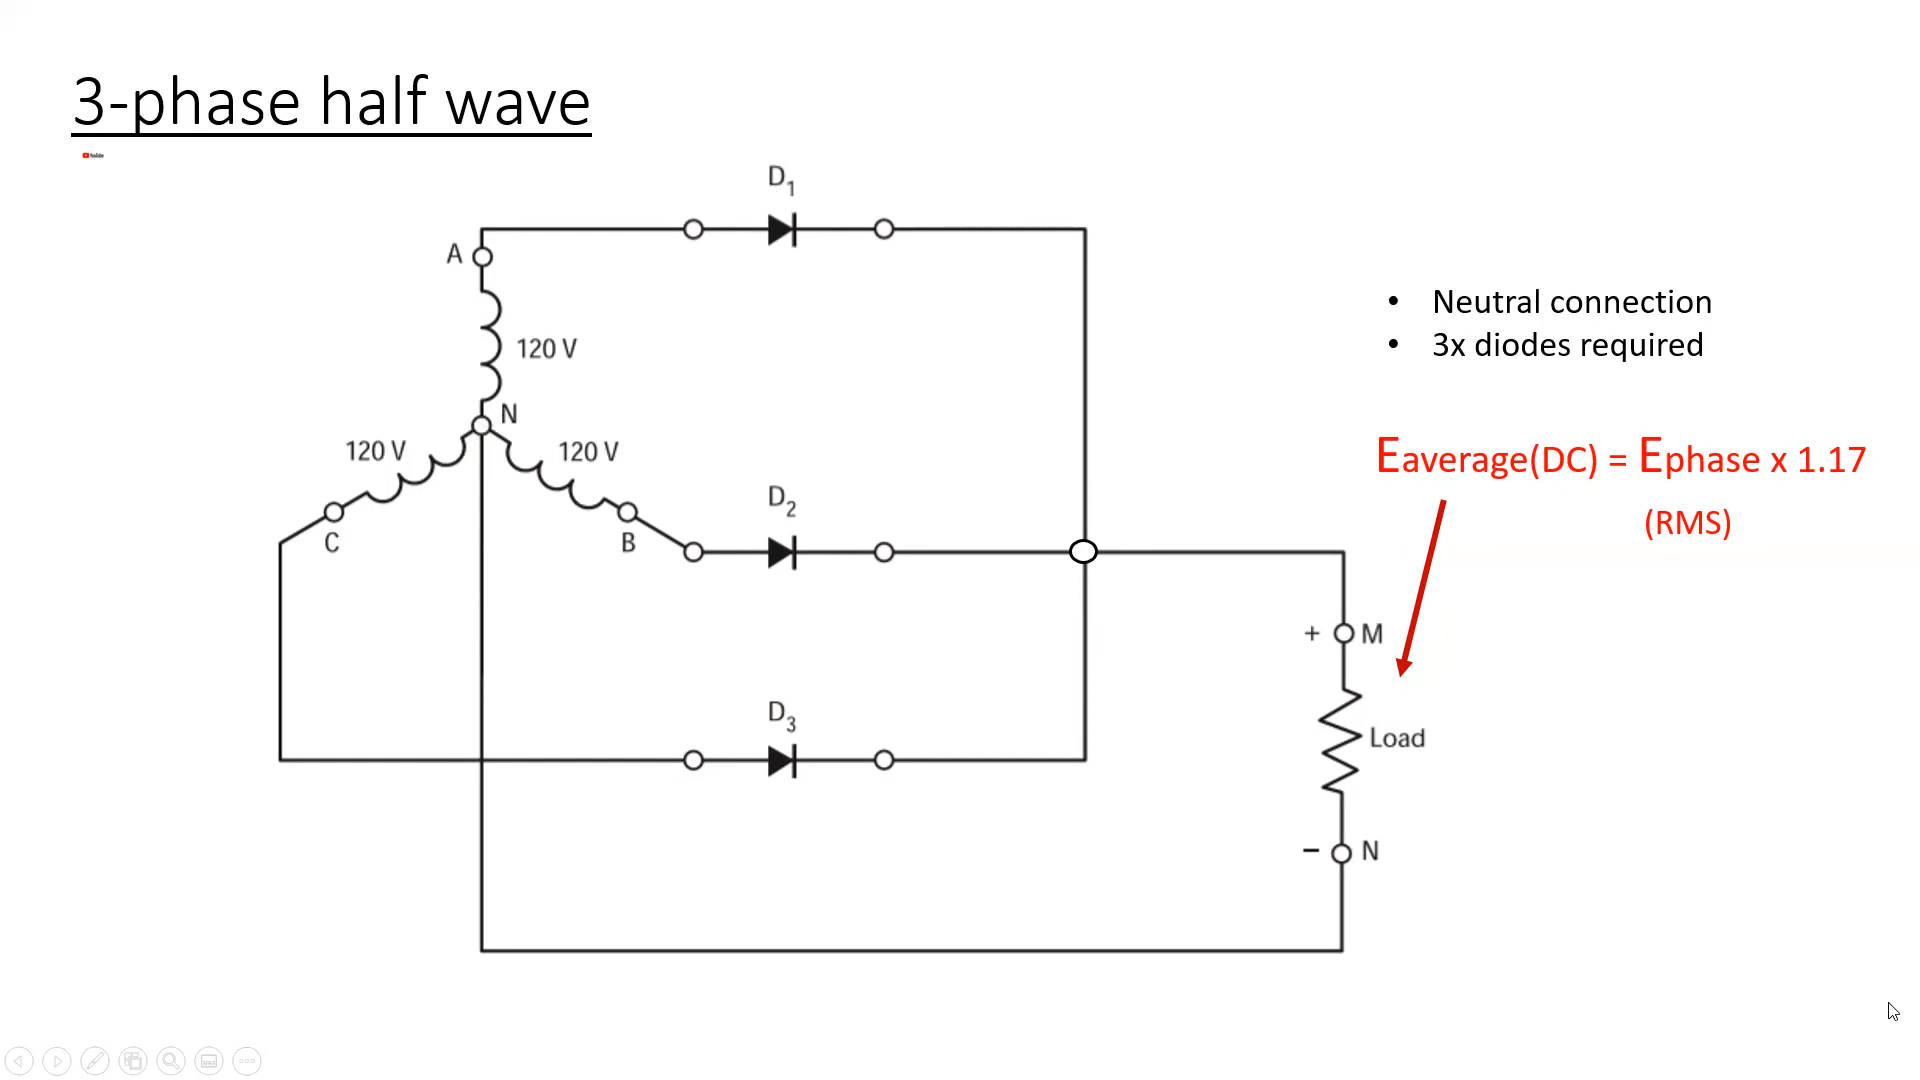 3-phase half wave
YouTube
D1
A
120 V
N
120 V
120 V
C
B
D2
D3
• Neutral connection
• 3x diodes required
Eaverage(DC) = Ephase x 1.17
(RMS)
+ M
Load
− N